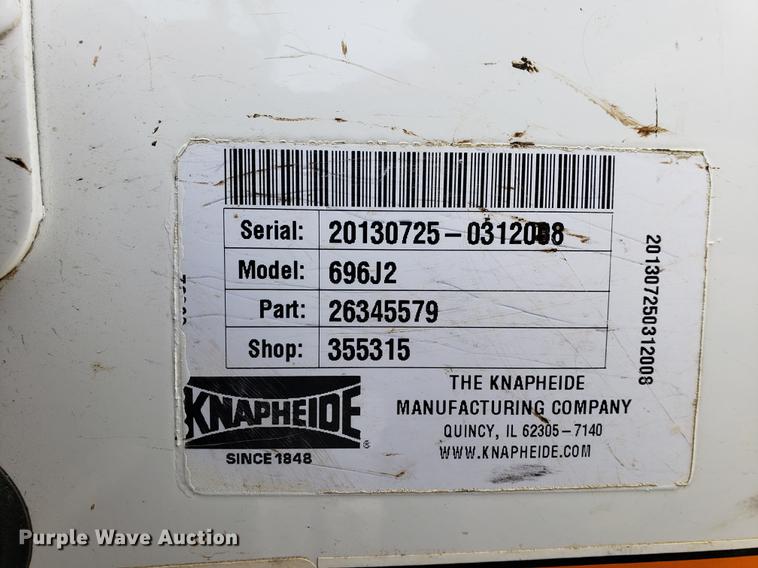 Serial: 20130725-0312008
Model: 696J2
Part: 26345579
Shop: 355315
201307250312008
KNAPHEIDE®
SINCE 1848
THE KNAPHEIDE
MANUFACTURING COMPANY
QUINCY, IL 62305-7140
WWW.KNAPHEIDE.COM
Purple Wave Auction